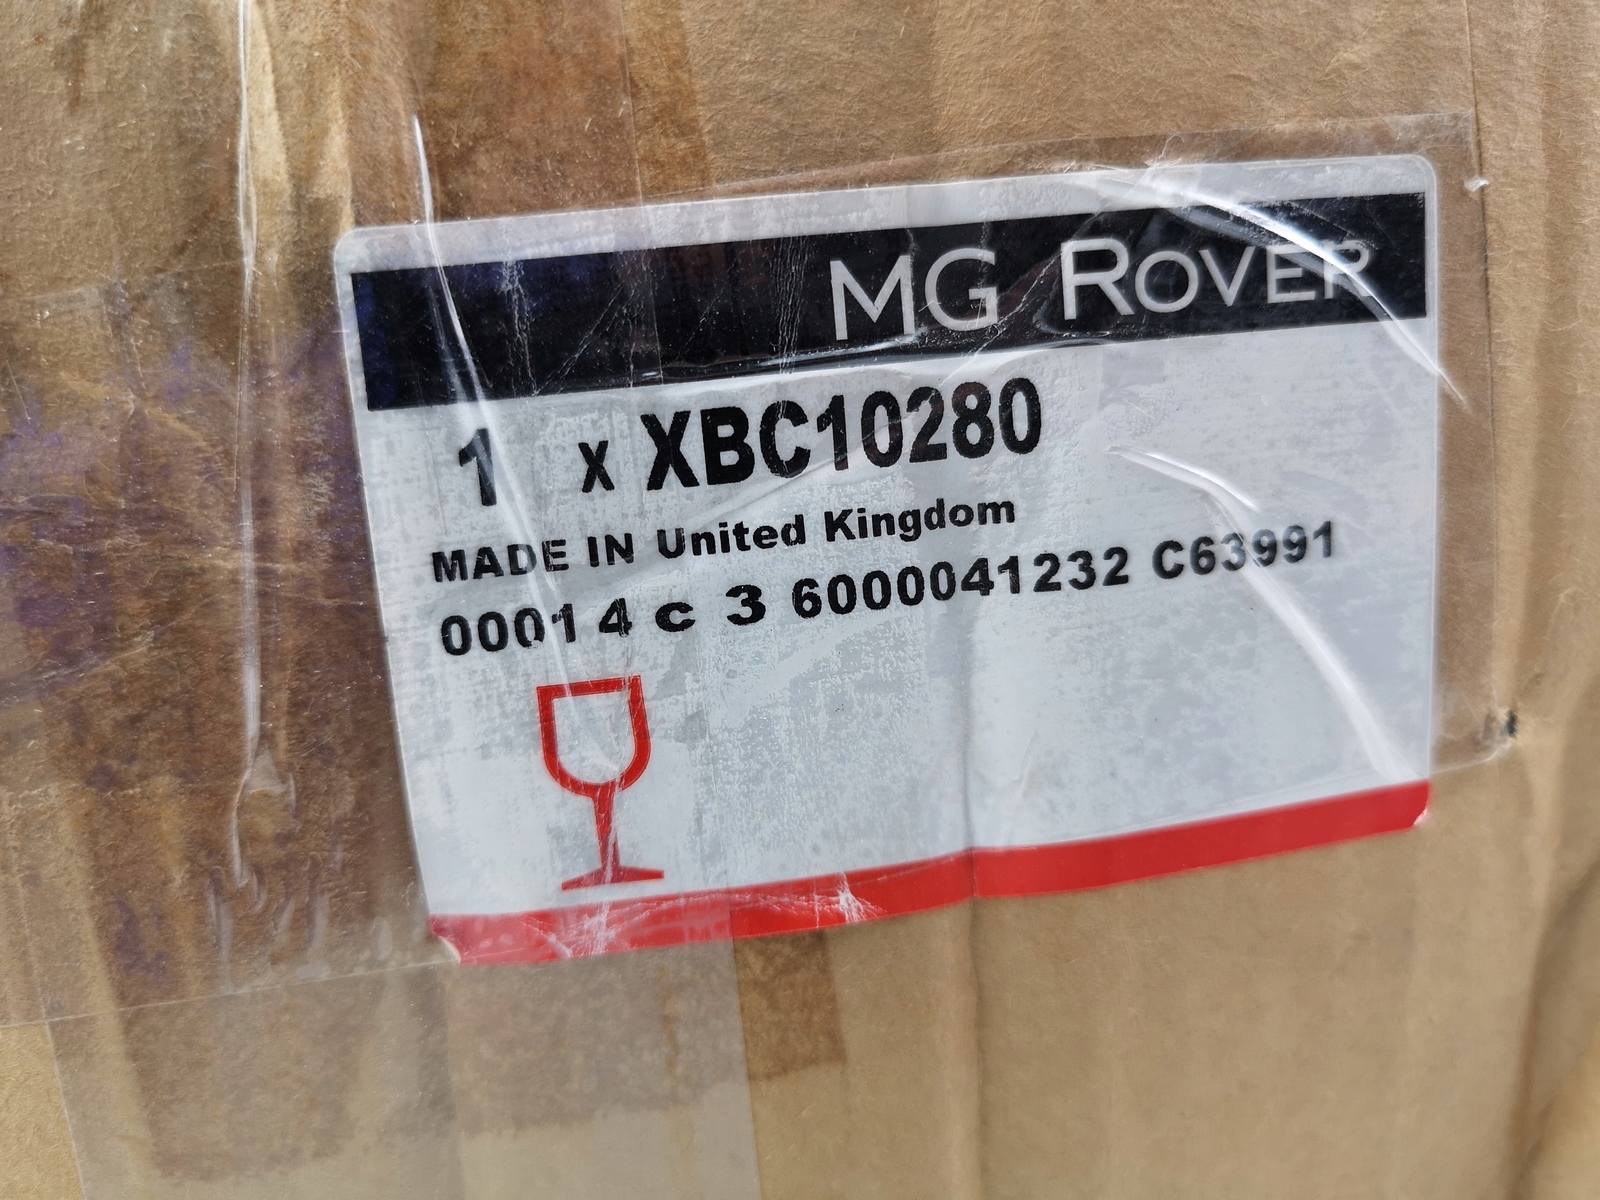 MG ROVER
1 x XBC10280
MADE IN United Kingdom
00014 c 3 6000041232 C63991